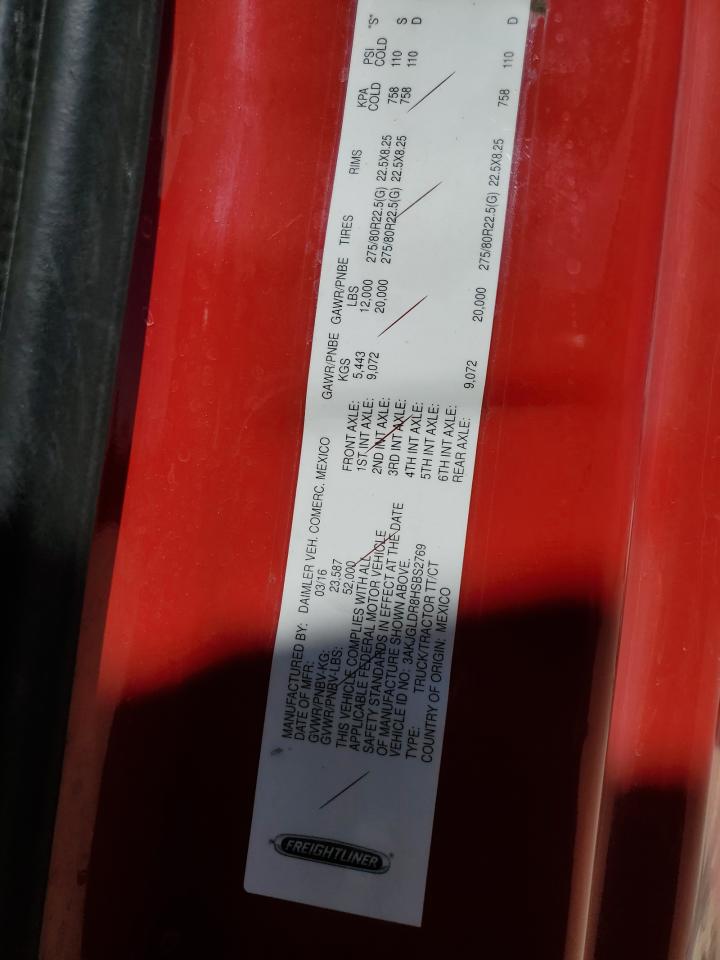 FREIGHTLINER
MANUFACTURED BY: DAIMLER VEH. COMERC. MEXICO
DATE OF MFR: 03/16
GVWR/PNBV-KG: 23,587
GVWR/PNBV-LBS: 52,000
THIS VEHICLE COMPLIES WITH ALL
APPLICABLE FEDERAL MOTOR VEHICLE
SAFETY STANDARDS IN EFFECT AT THE DATE
OF MANUFACTURE SHOWN ABOVE.
VEHICLE ID NO: 3AKJGLDR8HSBS2769
TYPE: TRUCK/TRACTOR TT/CT
COUNTRY OF ORIGIN: MEXICO
GAWR/PNBE GAWR/PNBE TIRES RIMS KPA PSI "S"
KGS LBS COLD COLD
FRONT AXLE: 5,443 12,000 275/80R22.5(G) 22.5X8.25 758 110 S
1ST INT AXLE: 9,072 20,000 275/80R22.5(G) 22.5X8.25 758 110 D
2ND INT AXLE:
3RD INT AXLE:
4TH INT AXLE:
5TH INT AXLE:
6TH INT AXLE:
REAR AXLE: 9,072 20,000 275/80R22.5(G) 22.5X8.25 758 110 D